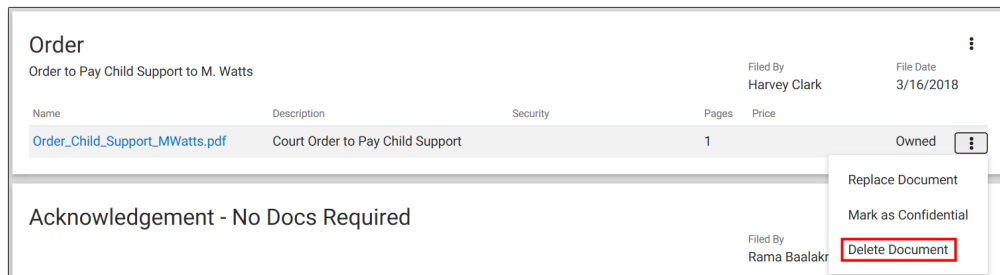 Order
Order to Pay Child Support to M. Watts
Filed By
Harvey Clark
File Date
3/16/2018
Name Description Security Pages Price
Order_Child_Support_MWatts.pdf Court Order to Pay Child Support 1 Owned
Replace Document
Mark as Confidential
Delete Document
Acknowledgement - No Docs Required
Filed By
Rama